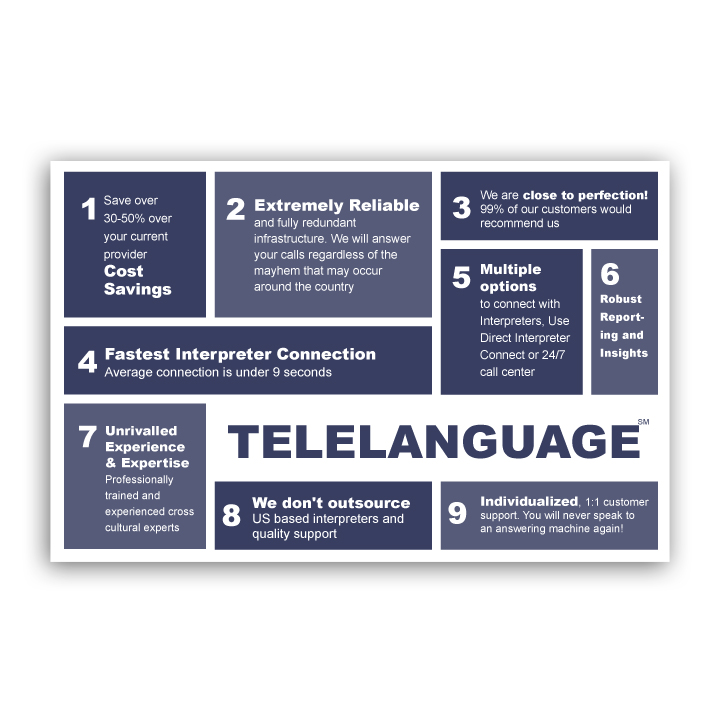 1
Save over
30-50% over
your current
provider
Cost
Savings
2
Extremely Reliable
and fully redundant
infrastructure. We will answer
your calls regardless of the
mayhem that may occur
around the country
3
We are close to perfection!
99% of our customers would
recommend us
4
Fastest Interpreter Connection
Average connection is under 9 seconds
5
Multiple
options
to connect with
Interpreters, Use
Direct Interpreter
Connect or 24/7
call center
6
Robust
Report-
ing and
Insights
7
Unrivalled
Experience
& Expertise
Professionally
trained and
experienced cross
cultural experts
TELELANGUAGE SM
8
We don't outsource
US based interpreters and
quality support
9
Individualized, 1:1 customer
support. You will never speak to
an answering machine again!